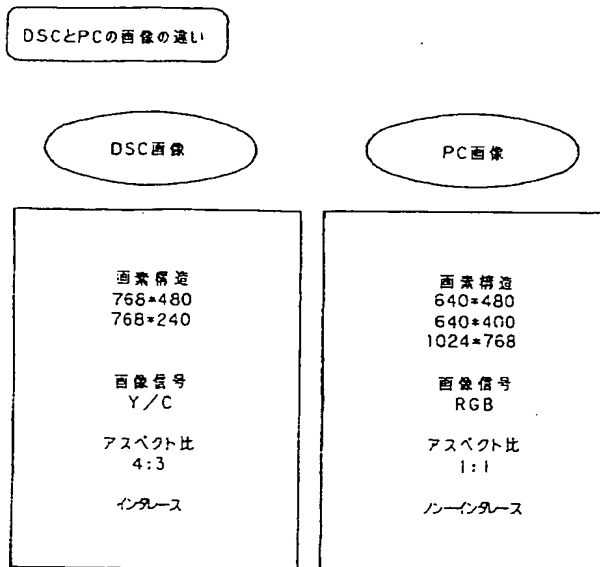 DSCとPCの画像の違い
DSC画像
画素構造
768*480
768*240
画像信号
Y/C
アスペクト比
4:3
インタレース
PC画像
画素構造
640*480
640*400
1024*768
画像信号
RGB
アスペクト比
1:1
ノンーインタレース